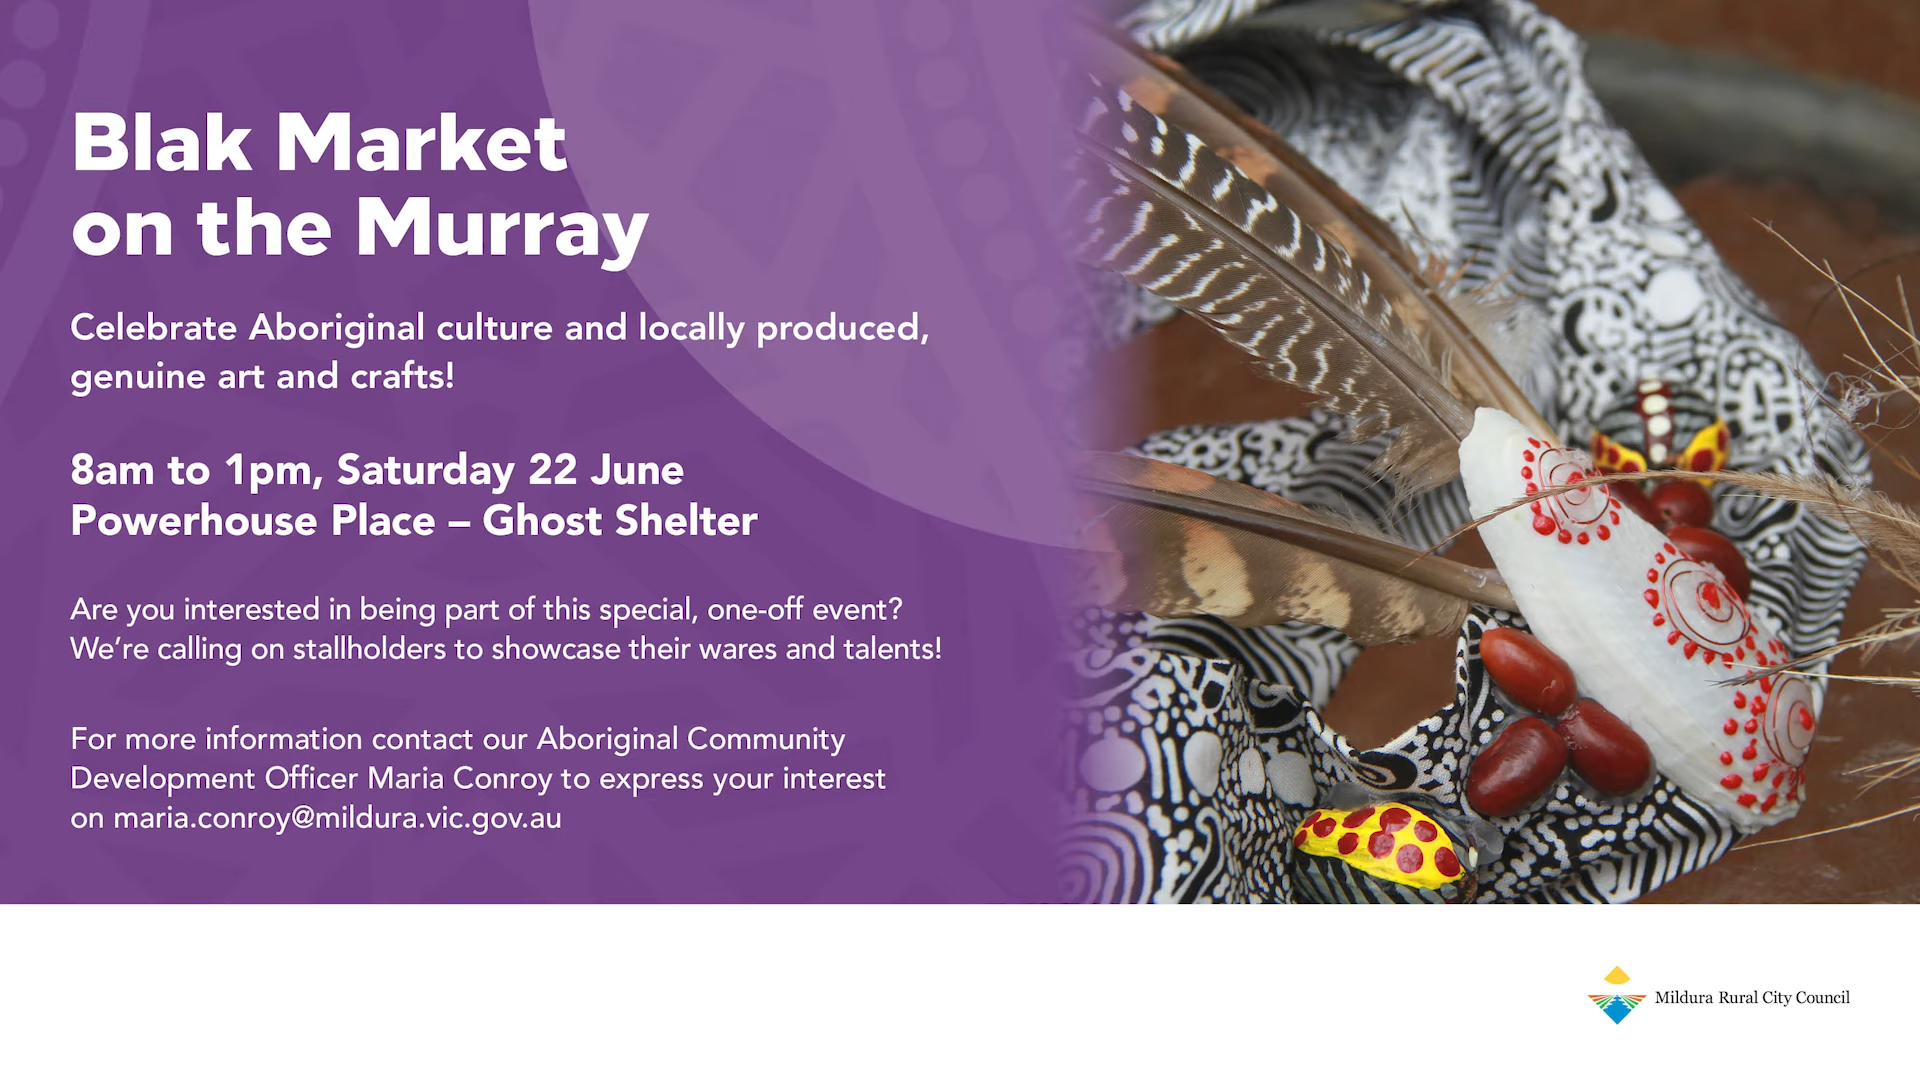 Blak Market
on the Murray
Celebrate Aboriginal culture and locally produced,
genuine art and crafts!
8am to 1pm, Saturday 22 June
Powerhouse Place – Ghost Shelter
Are you interested in being part of this special, one-off event?
We’re calling on stallholders to showcase their wares and talents!
For more information contact our Aboriginal Community
Development Officer Maria Conroy to express your interest
on maria.conroy@mildura.vic.gov.au
Mildura Rural City Council